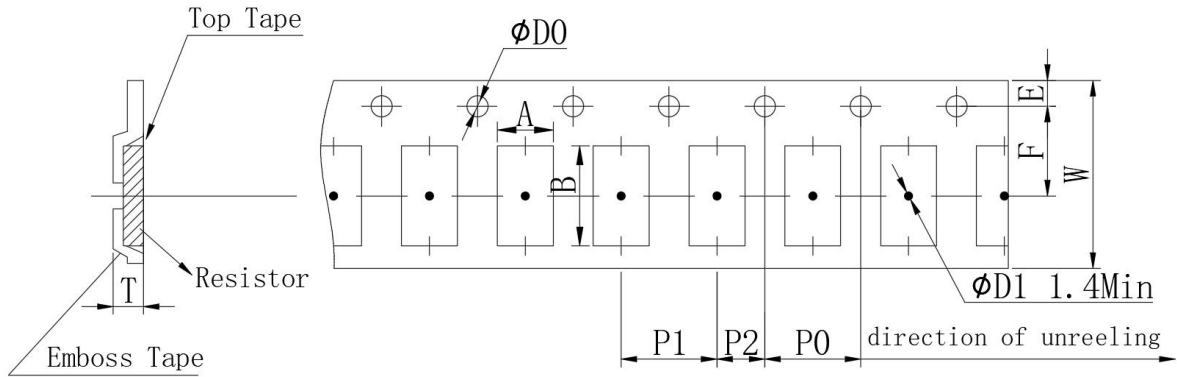 Top Tape
ϕD0
A
B
E
F
W
Resistor
T
Emboss Tape
ϕD1 1.4Min
P1
P2
P0
direction of unreeling